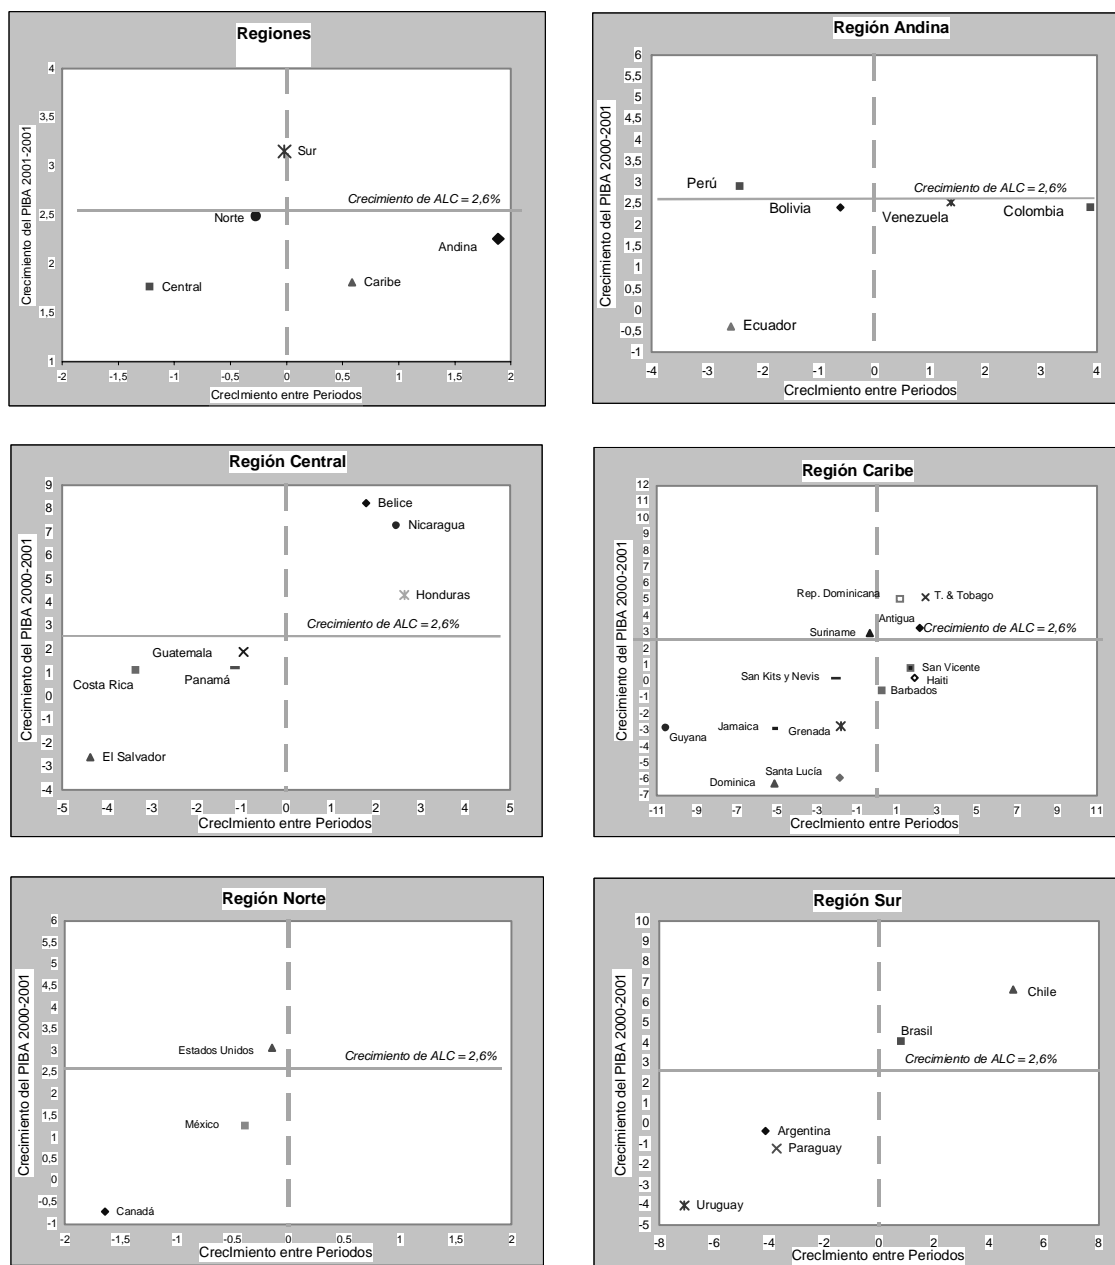 Regiones
Crecimiento del PIBA 2001-2001
4
3,5
3
2,5
2
1,5
1
Sur
Crecimiento de ALC = 2,6%
Norte
Andina
Central
Caribe
-2 -1,5 -1 -0,5 0 0,5 1 1,5 2
CrecImiento entre Periodos
Región Andina
Crecimiento del PIBA 2000-2001
6
5,5
5
4,5
4
3,5
3
2,5
2
1,5
1
0,5
0
-0,5
-1
Perú
Crecimiento de ALC = 2,6%
Bolivia
Venezuela
Colombia
Ecuador
-4 -3 -2 -1 0 1 2 3 4
CrecImiento entre Periodos
Región Central
Crecimiento del PIBA 2000-2001
9
8
7
6
5
4
3
2
1
0
-1
-2
-3
-4
Belice
Nicaragua
Honduras
Crecimiento de ALC = 2,6%
Guatemala
Costa Rica
Panamá
El Salvador
-5 -4 -3 -2 -1 0 1 2 3 4 5
CrecImiento entre Periodos
Región Caribe
Crecimiento del PIBA 2000-2001
12
11
10
9
8
7
6
5
4
3
2
1
0
-1
-2
-3
-4
-5
-6
-7
Rep. Dominicana
T. & Tobago
Antigua
Crecimiento de ALC = 2,6%
Suriname
San Vicente
San Kits y Nevis
Haiti
Barbados
Jamaica
Grenada
Guyana
Santa Lucía
Dominica
-11 -9 -7 -5 -3 -1 1 3 5 7 9 11
CrecImiento entre Periodos
Región Norte
Crecimiento del PIBA 2000-2001
6
5,5
5
4,5
4
3,5
3
2,5
2
1,5
1
0,5
0
-0,5
-1
Estados Unidos
Crecimiento de ALC = 2,6%
México
Canadá
-2 -1,5 -1 -0,5 0 0,5 1 1,5 2
CrecImiento entre Periodos
Región Sur
Crecimiento del PIBA 2000-2001
10
9
8
7
6
5
4
3
2
1
0
-1
-2
-3
-4
-5
Chile
Brasil
Crecimiento de ALC = 2,6%
Argentina
Paraguay
Uruguay
-8 -6 -4 -2 0 2 4 6 8
CrecImiento entre Periodos